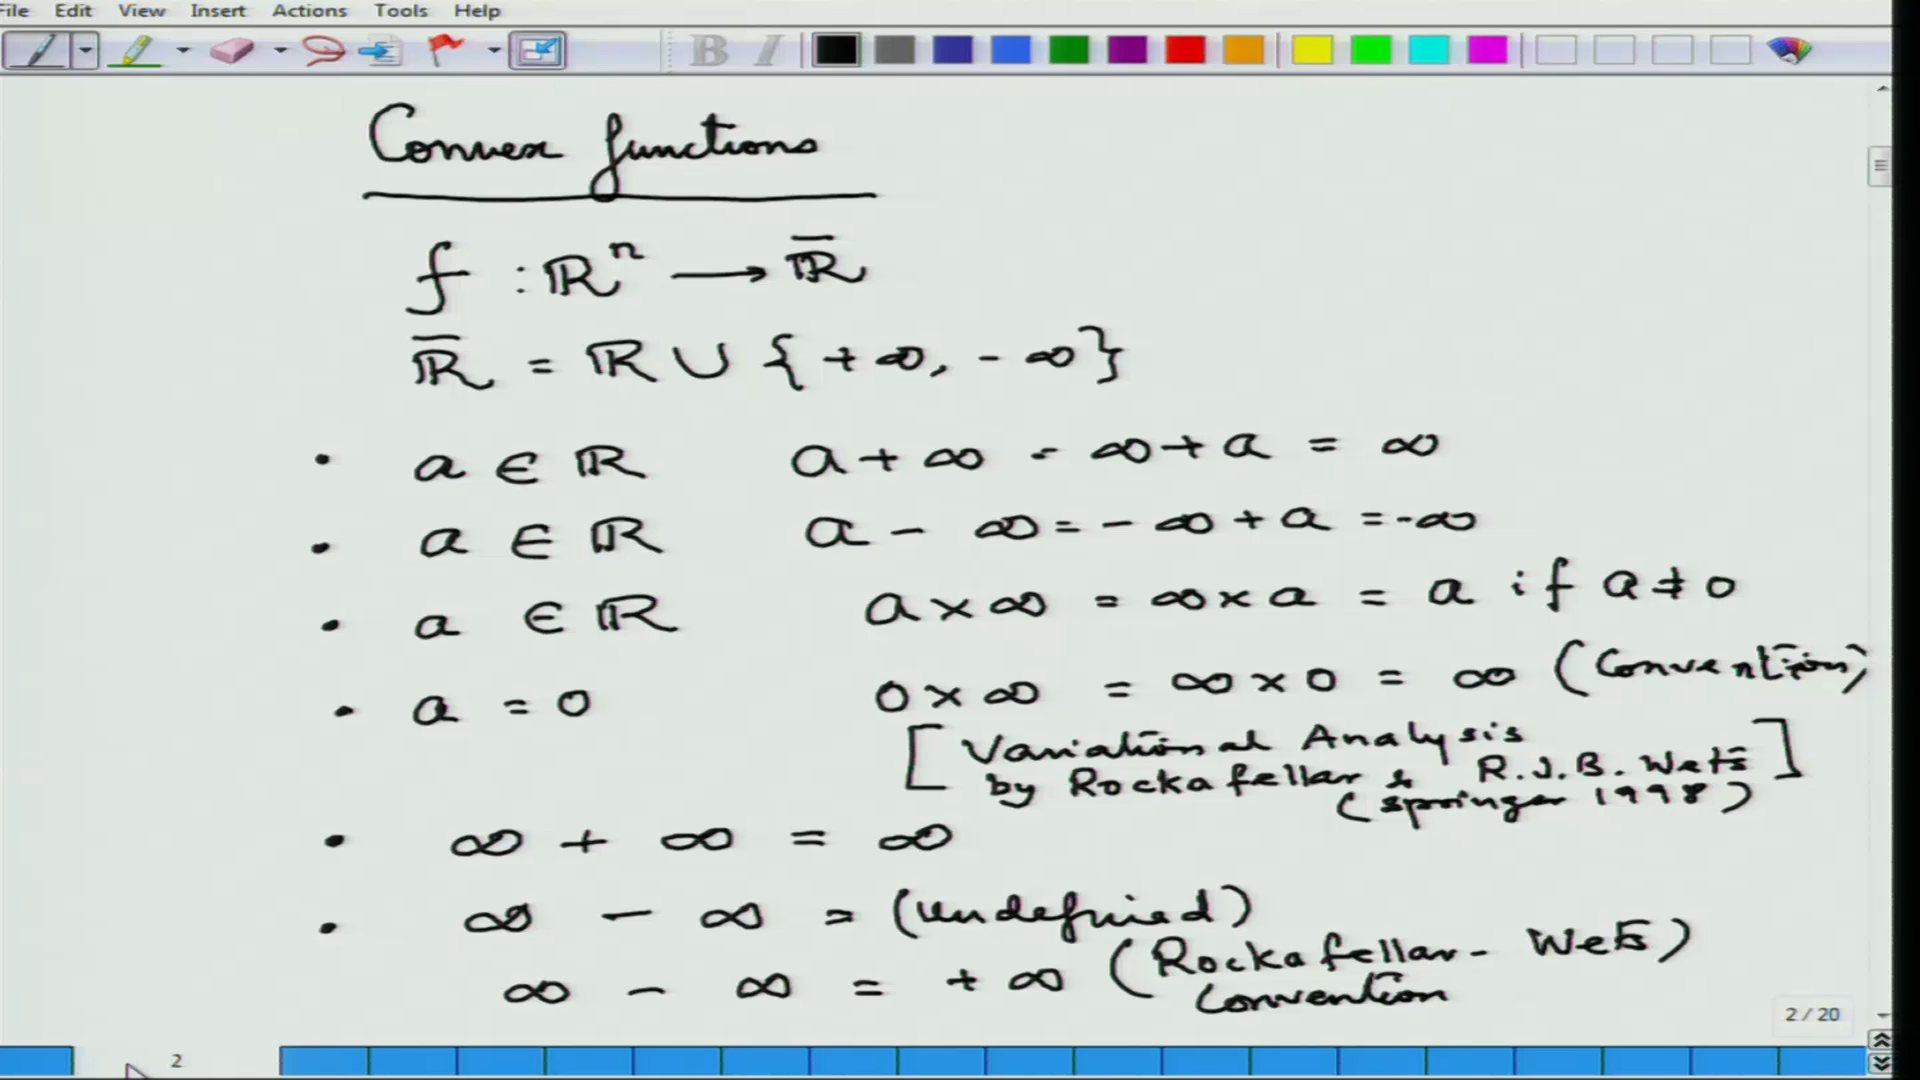 File Edit View Insert Actions Tools Help
B I
Convex functions
f : ℝⁿ ⟶ ℝ̄
ℝ̄ = ℝ ∪ {+∞, -∞}
• a ∈ ℝ a + ∞ = ∞ + a = ∞
• a ∈ ℝ a - ∞ = - ∞ + a = -∞
• a ∈ ℝ a × ∞ = ∞ × a = a if a ≠ 0
• a = 0 0 × ∞ = ∞ × 0 = ∞ (Convention)
[Variational Analysis
by Rockafellar & R.J.B. Wets]
(Springer 1998)
• ∞ + ∞ = ∞
• ∞ - ∞ = (undefined)
∞ - ∞ = + ∞ (Rockafellar - Wets)
Convention
2 / 20
2